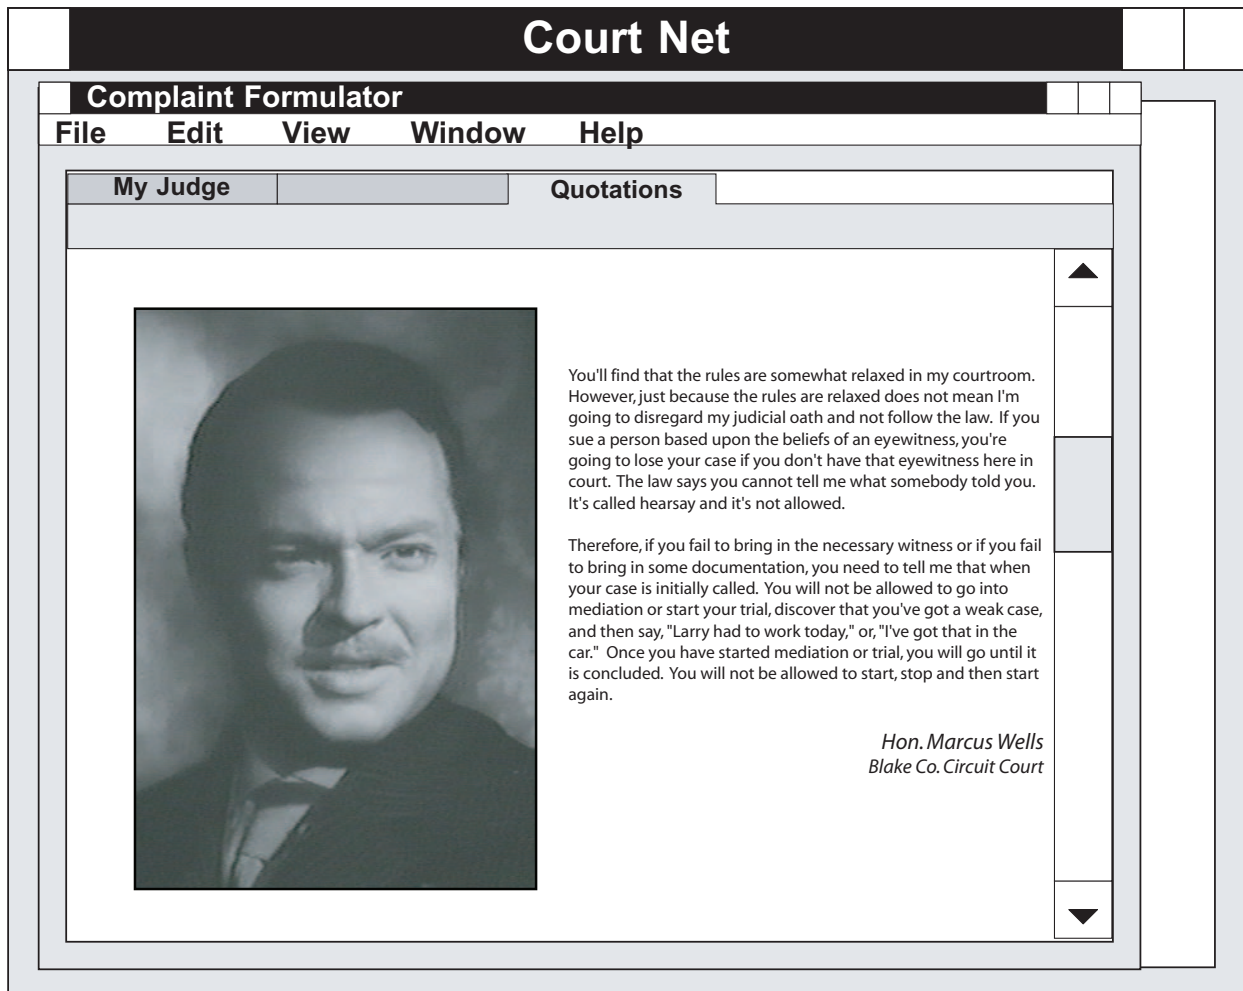 Court Net
Complaint Formulator
File Edit View Window Help
My Judge Quotations
You'll find that the rules are somewhat relaxed in my courtroom.
However, just because the rules are relaxed does not mean I'm
going to disregard my judicial oath and not follow the law. If you
sue a person based upon the beliefs of an eyewitness, you're
going to lose your case if you don't have that eyewitness here in
court. The law says you cannot tell me what somebody told you.
It's called hearsay and it's not allowed.
Therefore, if you fail to bring in the necessary witness or if you fail
to bring in some documentation, you need to tell me that when
your case is initially called. You will not be allowed to go into
mediation or start your trial, discover that you've got a weak case,
and then say, "Larry had to work today," or, "I've got that in the
car." Once you have started mediation or trial, you will go until it
is concluded. You will not be allowed to start, stop and then start
again.
Hon. Marcus Wells
Blake Co. Circuit Court